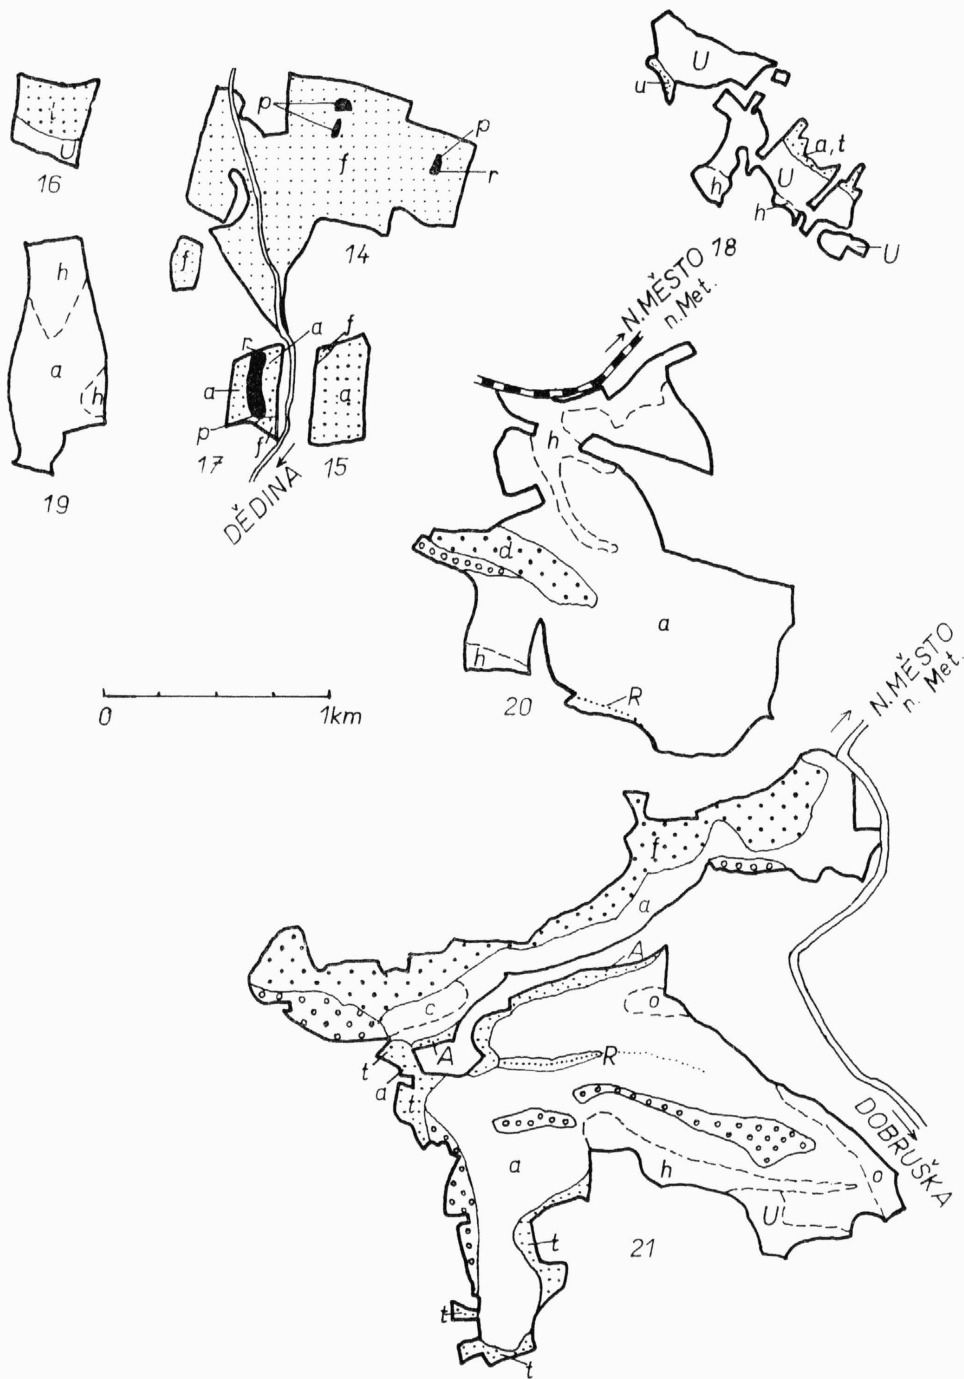 U
u
a, t
U
h
h
U
18
i
U
16
p
p
f
r
14
f
h
a
h
19
r
a
f
a
p
f
a
17
15
DĚDINA
N. MĚSTO
n. Met.
h
d
a
h
R
20
0
1km
N. MĚSTO
n. Met.
f
a
A
c
o
A
t
a
t
R
a
h
o
U
t
21
t
t
DOBRUŠKA